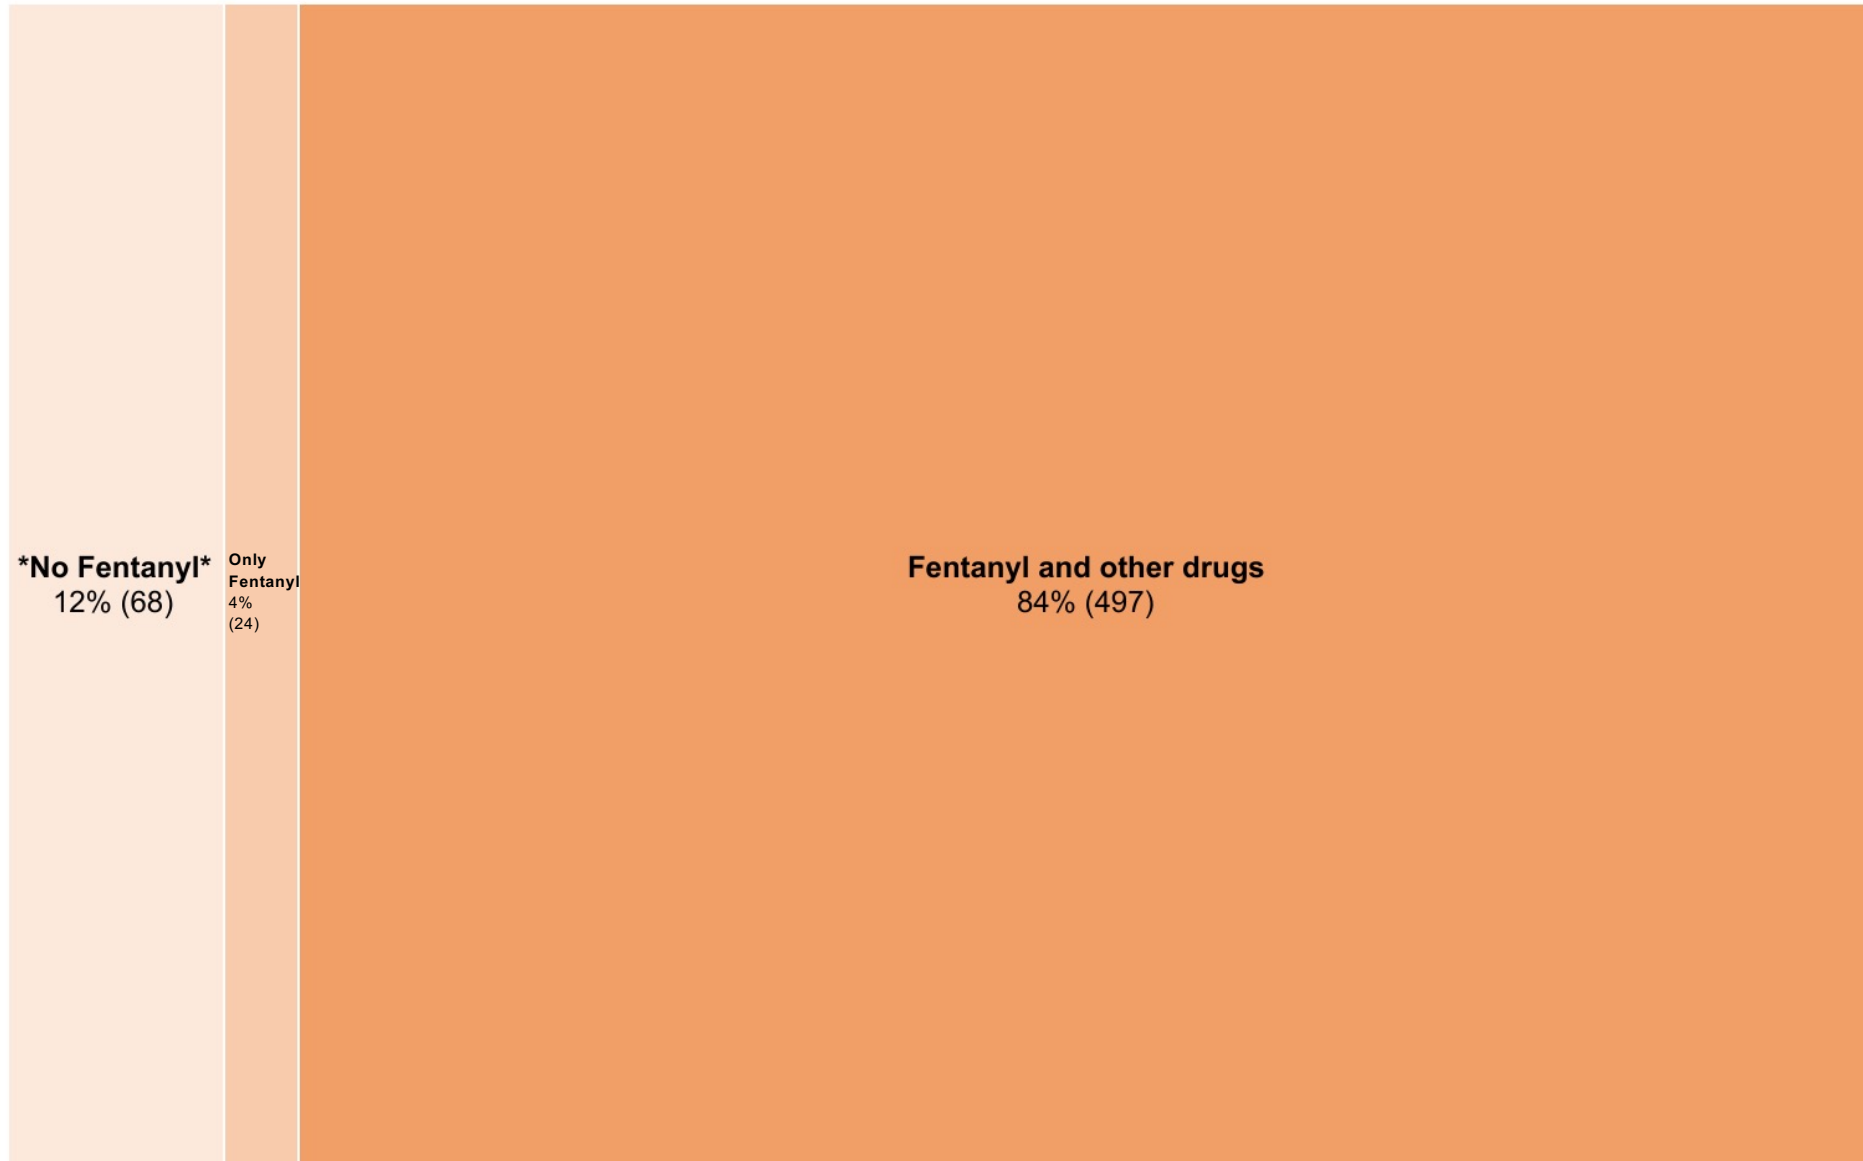 *No Fentanyl*
12% (68)
Only
Fentanyl
4%
(24)
Fentanyl and other drugs
84% (497)